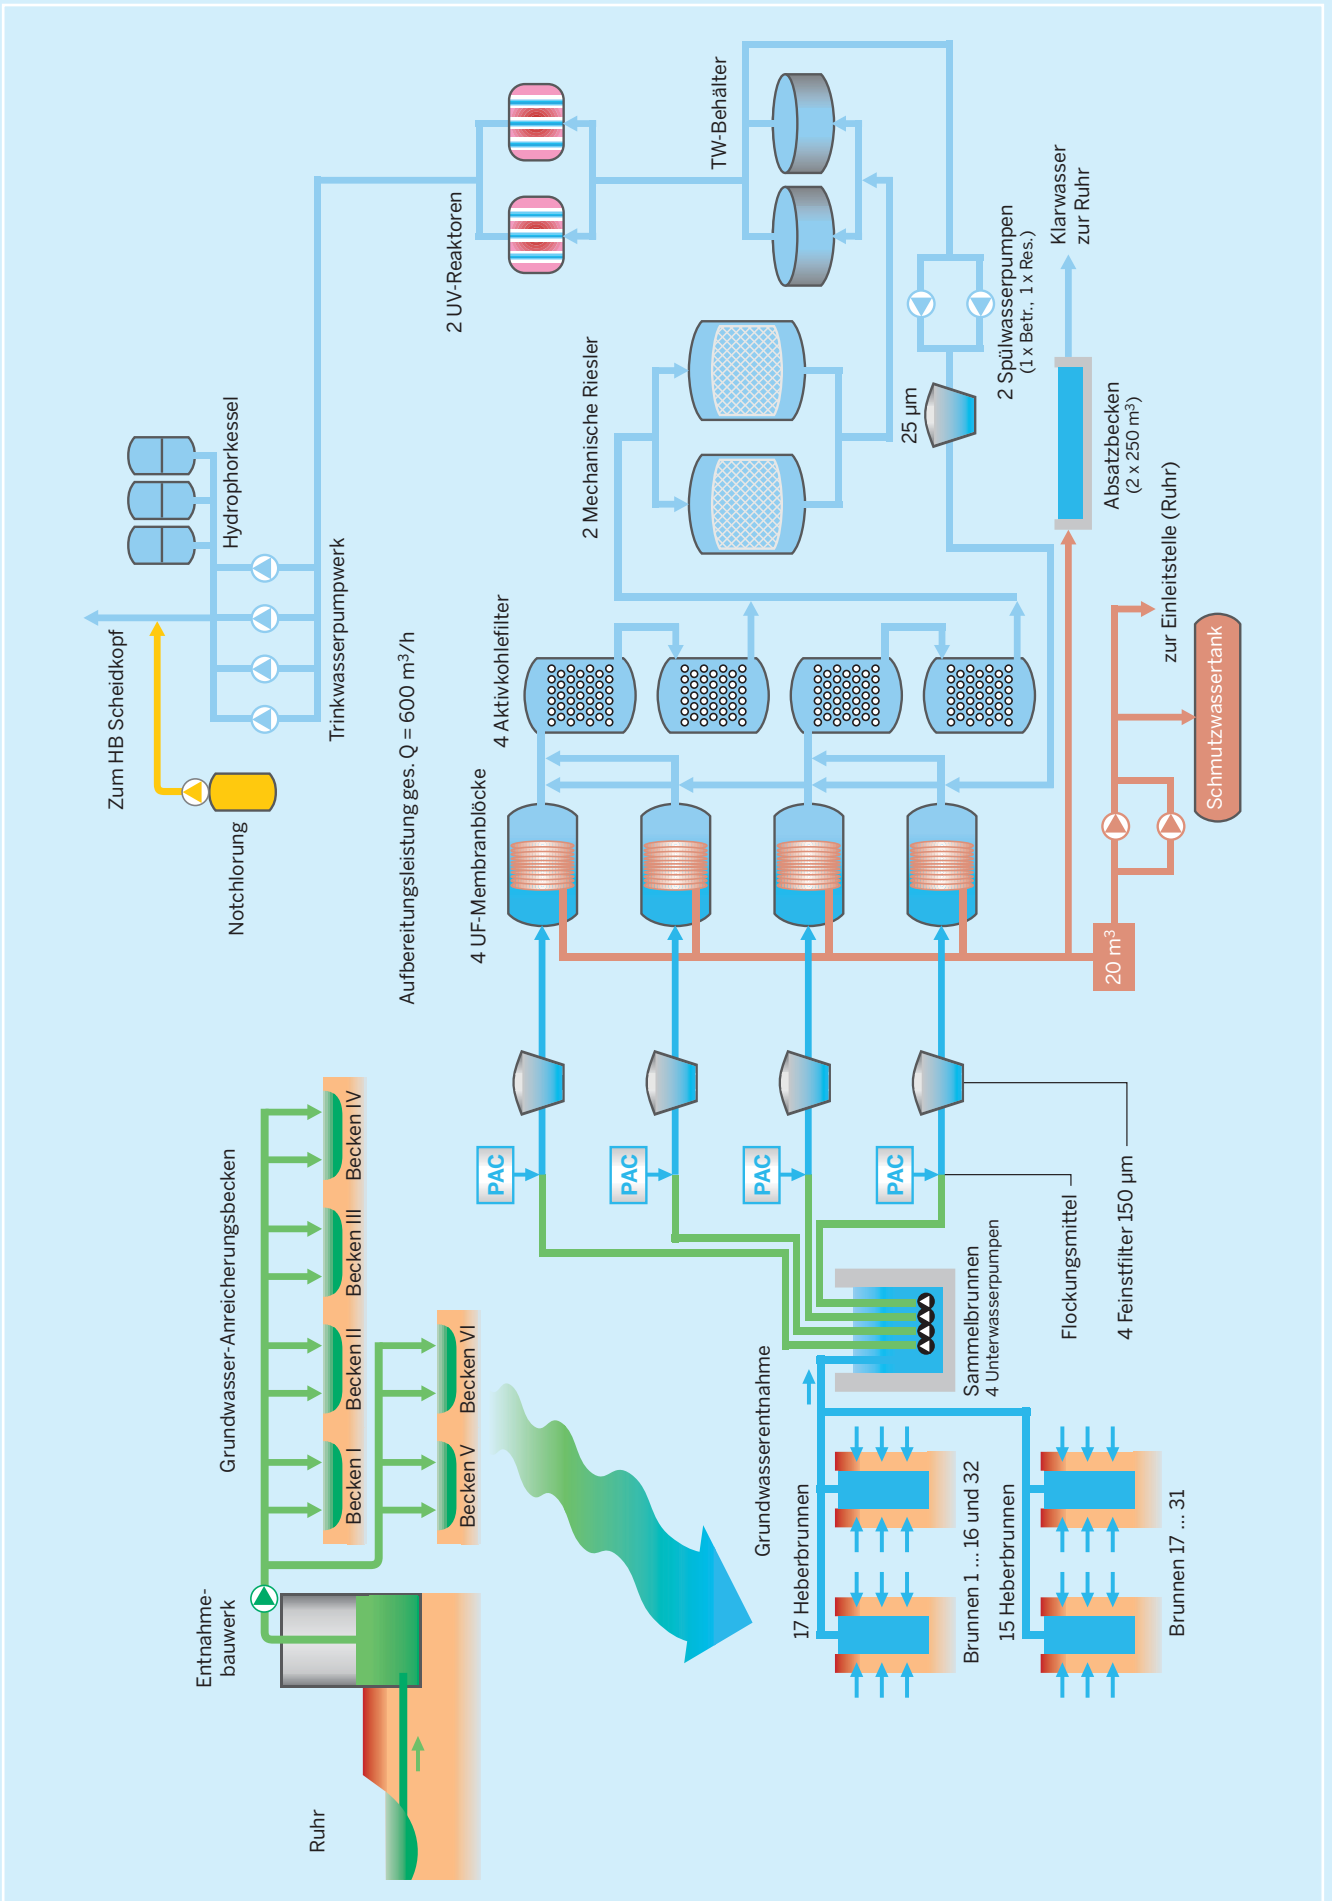 Ruhr
Entnahme-
bauwerk
Grundwasser-Anreicherungsbecken
Becken I
Becken II
Becken III
Becken IV
Becken V
Becken VI
Grundwasserentnahme
17 Heberbrunnen
Brunnen 1 ... 16 und 32
15 Heberbrunnen
Brunnen 17 ... 31
Sammelbrunnen
4 Unterwasserpumpen
PAC
PAC
PAC
PAC
Flockungsmittel
4 Feinstfilter 150 µm
Aufbereitungsleistung ges. Q = 600 m³/h
4 UF-Membranblöcke
4 Aktivkohlefilter
2 Mechanische Riesler
TW-Behälter
2 UV-Reaktoren
Notchlorung
Zum HB Scheidkopf
Trinkwasserpumpwerk
Hydrophorkessel
25 µm
2 Spülwasserpumpen
(1 x Betr., 1 x Res.)
20 m³
Schmutzwassertank
zur Einleitstelle (Ruhr)
Absatzbecken
(2 x 250 m³)
Klarwasser
zur Ruhr